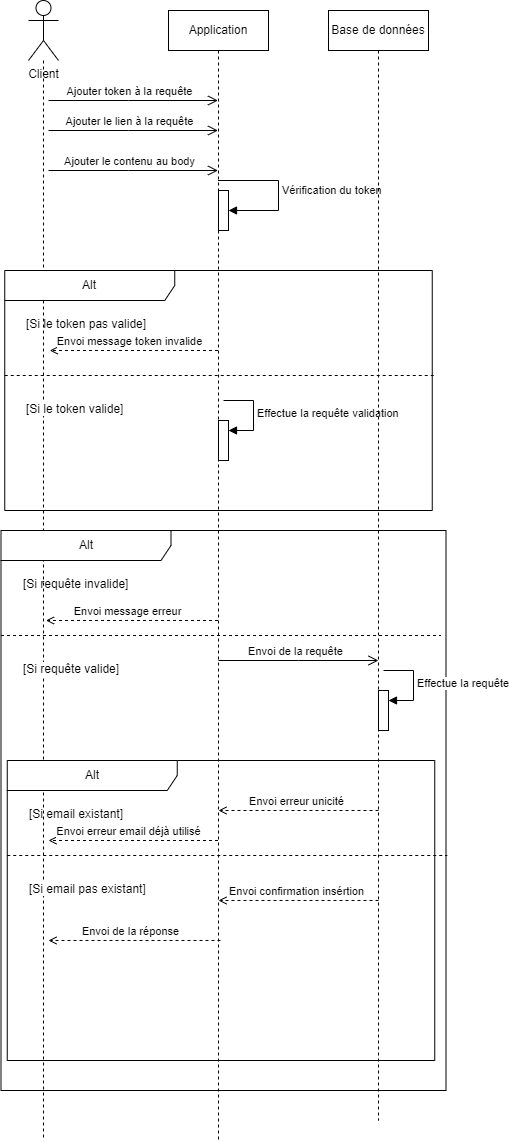 Application
Base de données
Client
Ajouter token à la requête
Ajouter le lien à la requête
Ajouter le contenu au body
Vérification du token
Alt
[Si le token pas valide]
Envoi message token invalide
[Si le token valide]
Effectue la requête validation
Alt
[Si requête invalide]
Envoi message erreur
Envoi de la requête
[Si requête valide]
Effectue la requête
Alt
Envoi erreur unicité
[Si email existant]
Envoi erreur email déjà utilisé
[Si email pas existant]
Envoi confirmation insértion
Envoi de la réponse